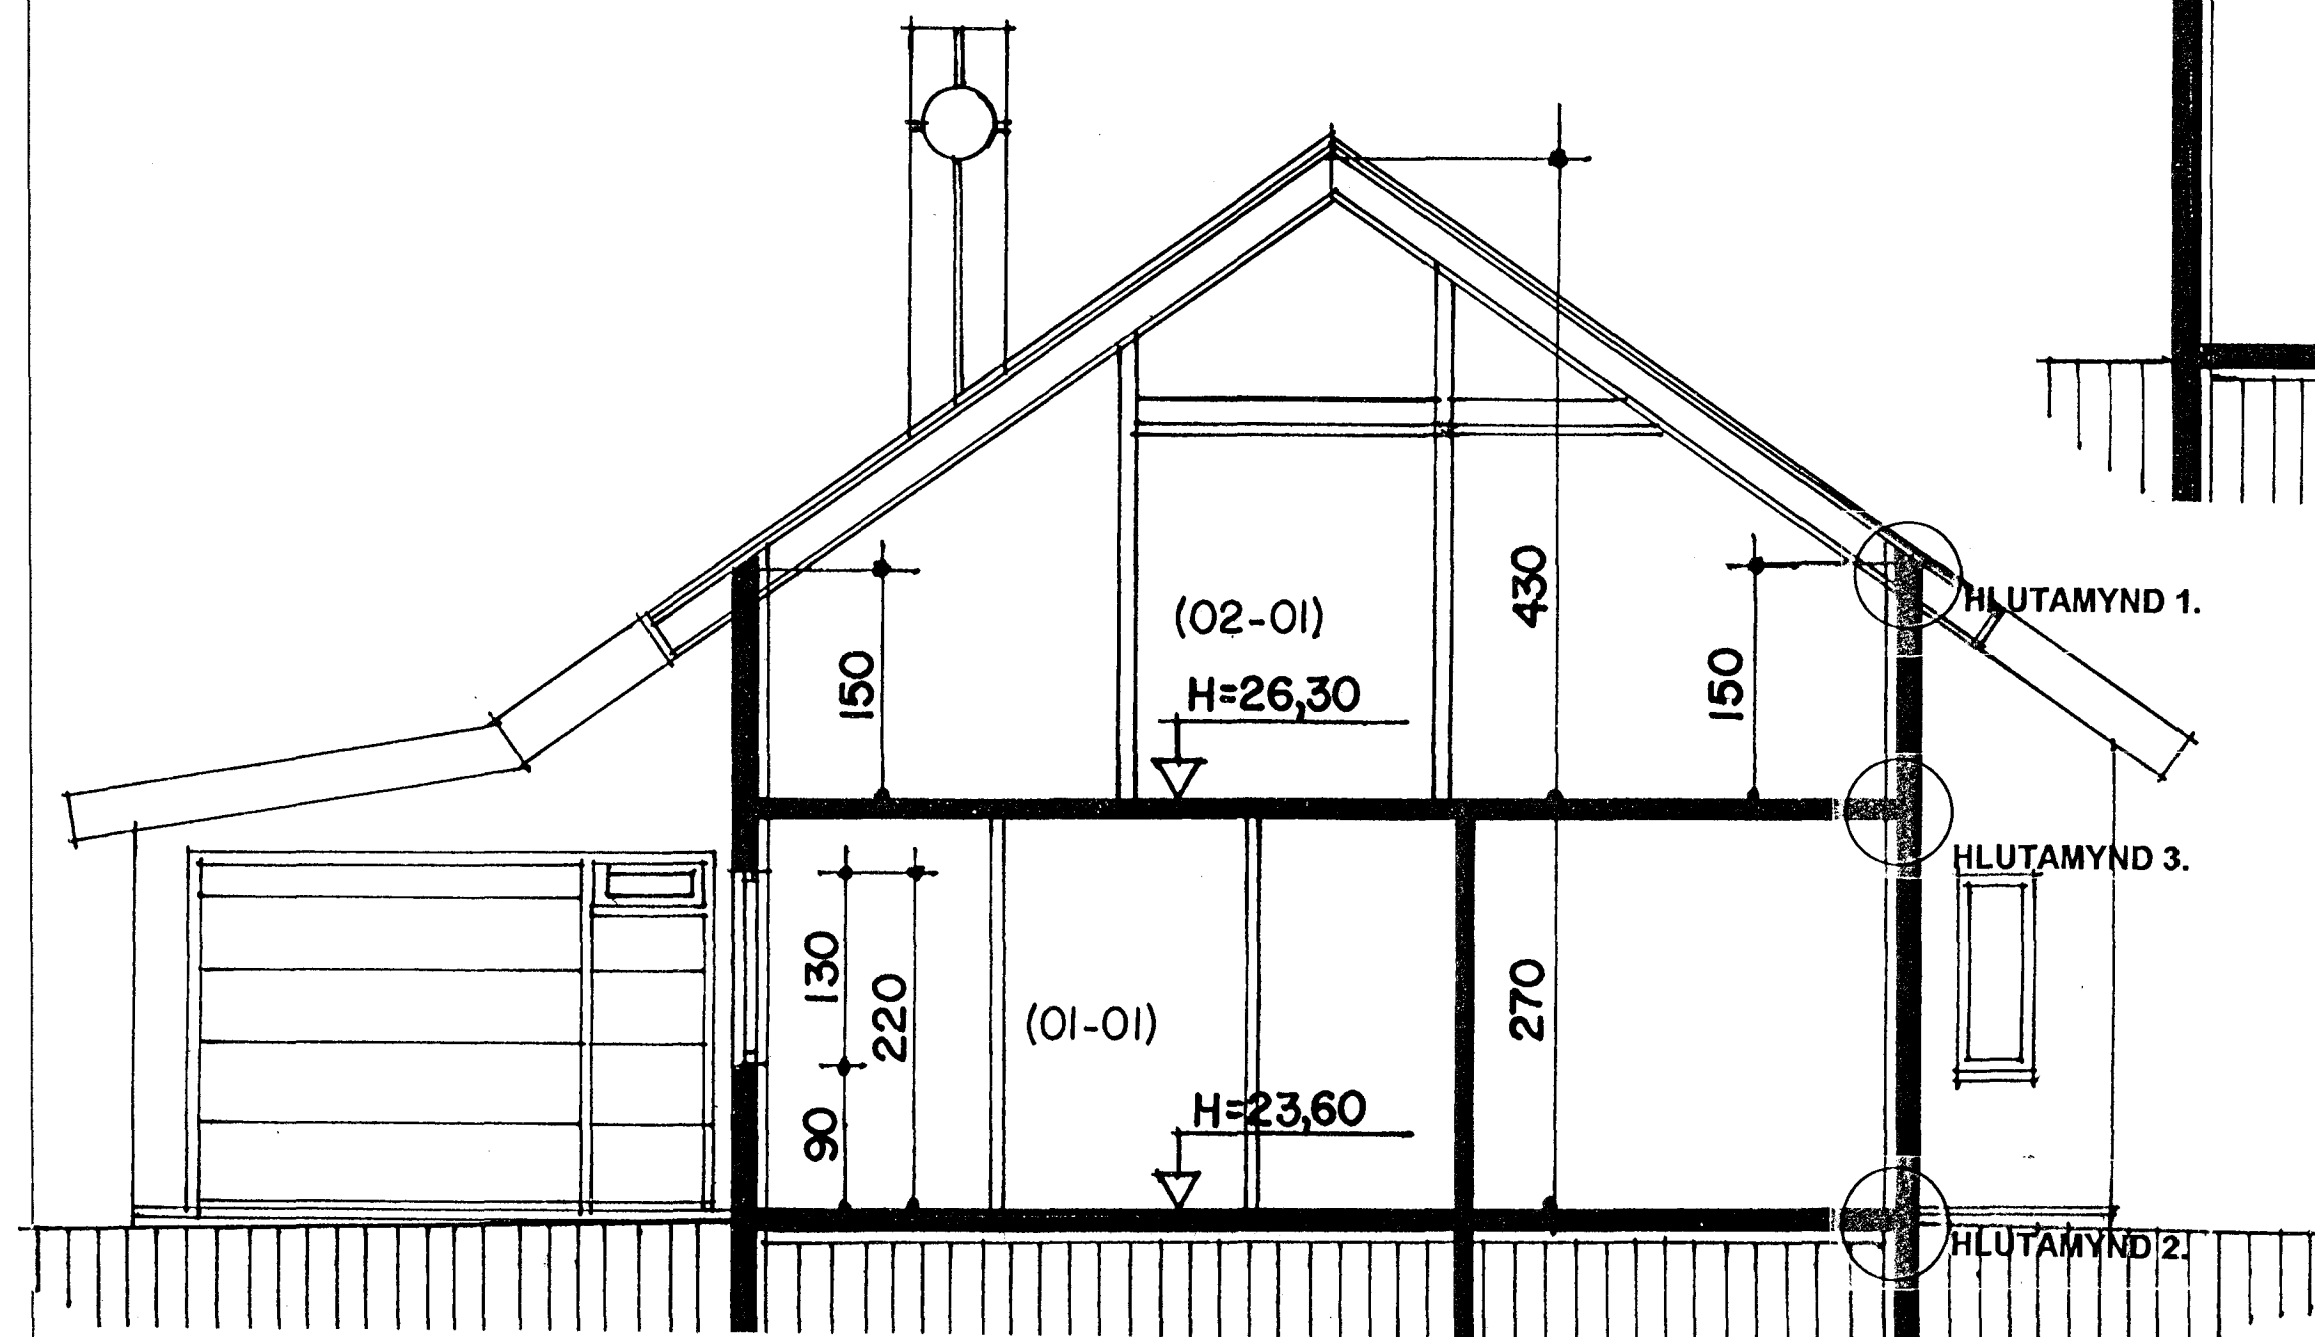 430
(02-01)
HLUTAMYND 1.
150
H=26,30
150
HLUTAMYND 3.
130
220
(01-01)
270
90
H=23,60
HLUTAMYND 2.